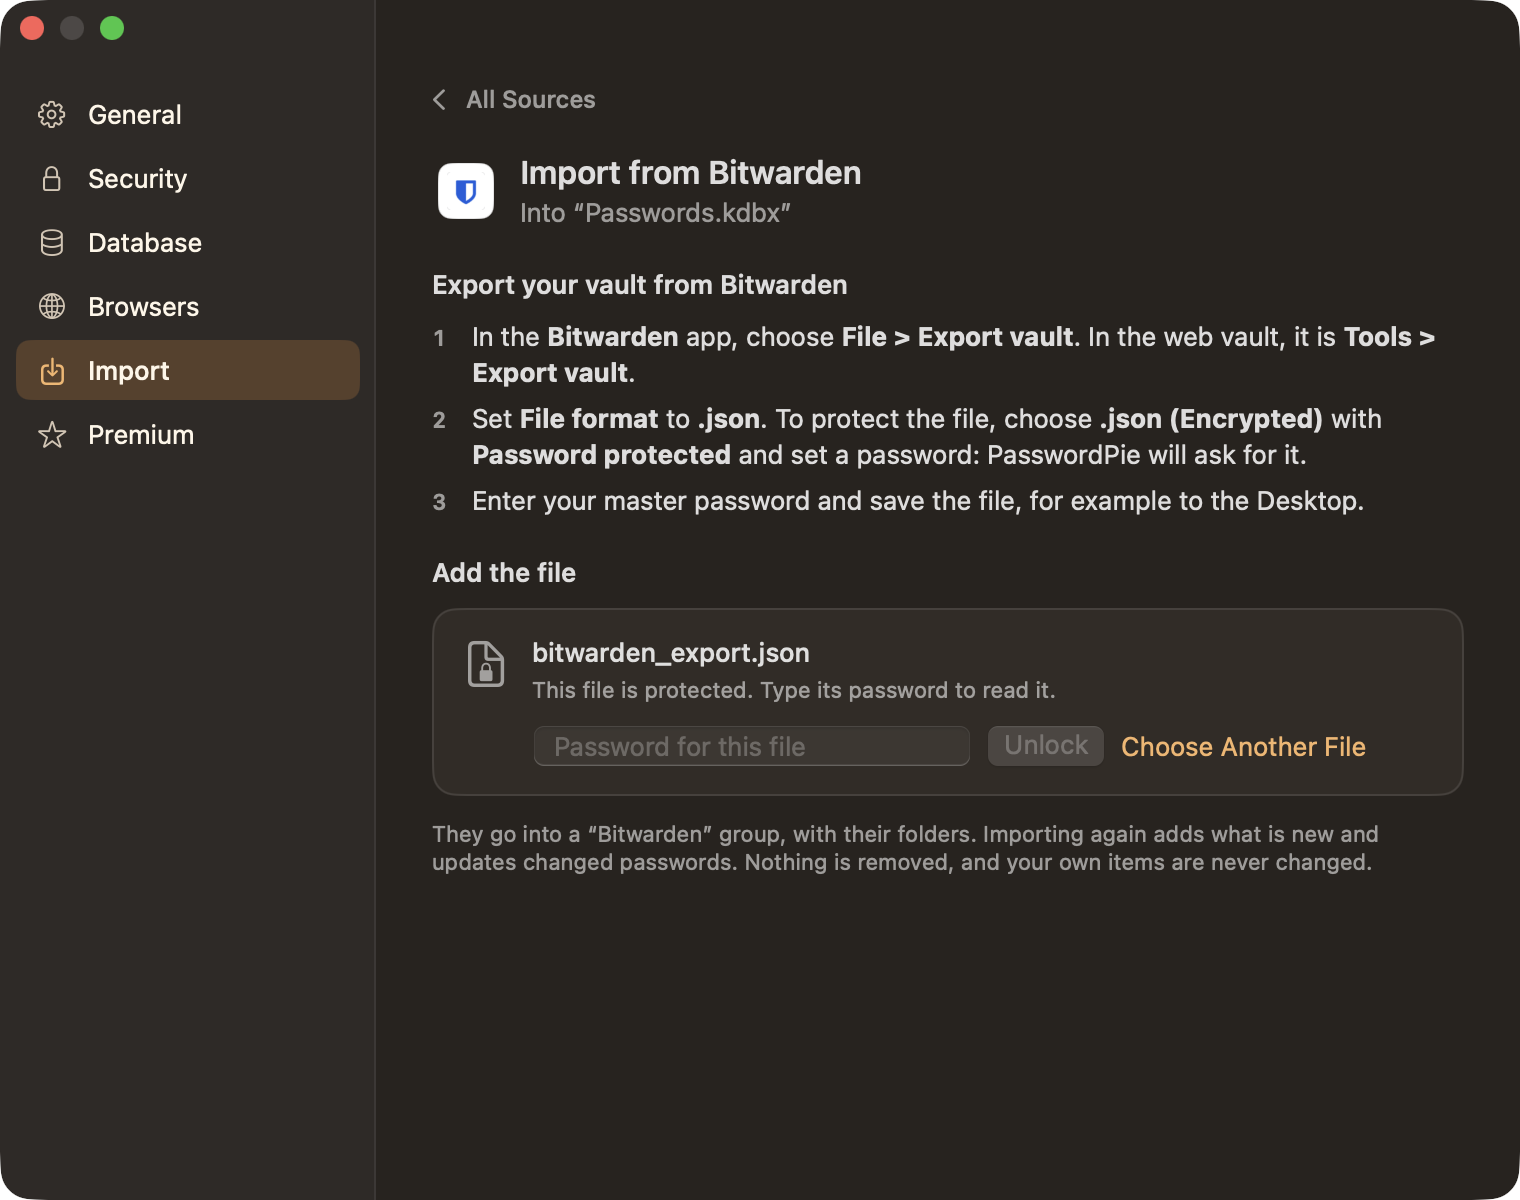 General
Security
Database
Browsers
Import
Premium
All Sources
Import from Bitwarden
Into “Passwords.kdbx”
Export your vault from Bitwarden
1 In the Bitwarden app, choose File > Export vault. In the web vault, it is Tools >
Export vault.
2 Set File format to .json. To protect the file, choose .json (Encrypted) with
Password protected and set a password: PasswordPie will ask for it.
3 Enter your master password and save the file, for example to the Desktop.
Add the file
bitwarden_export.json
This file is protected. Type its password to read it.
Password for this file
Unlock
Choose Another File
They go into a “Bitwarden” group, with their folders. Importing again adds what is new and
updates changed passwords. Nothing is removed, and your own items are never changed.